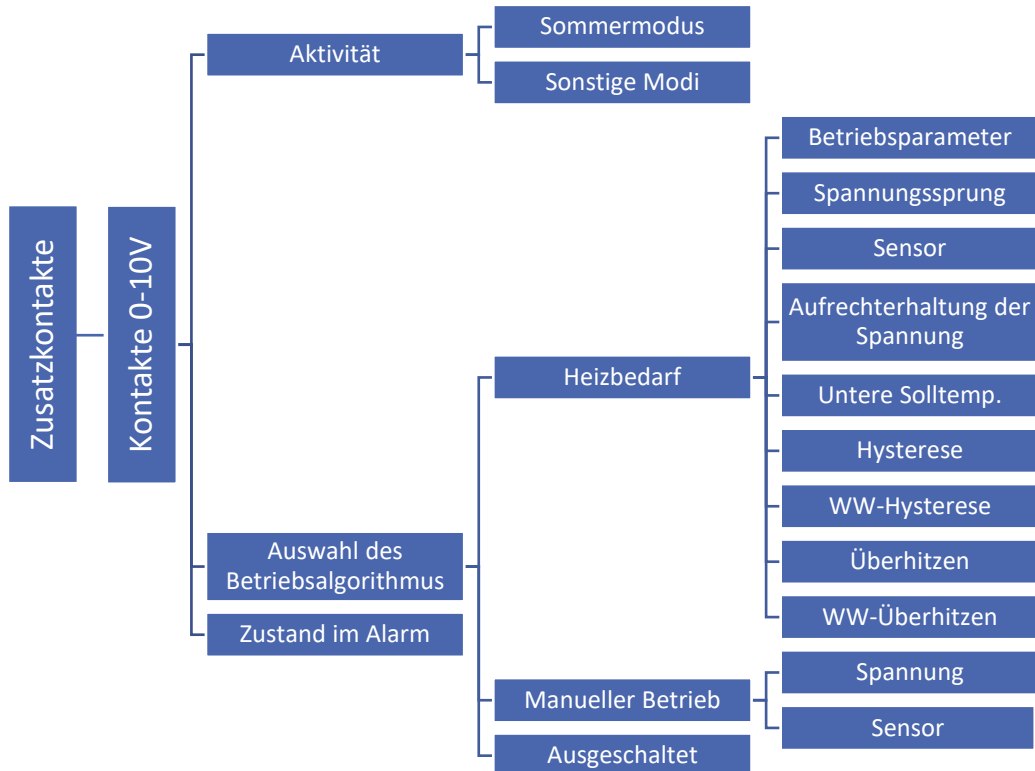 Zusatzkontakte
Kontakte 0-10V
Aktivität
Sommermodus
Sonstige Modi
Auswahl des
Betriebsalgorithmus
Heizbedarf
Betriebsparameter
Spannungssprung
Sensor
Aufrechterhaltung der
Spannung
Untere Solltemp.
Hysterese
WW-Hysterese
Überhitzen
WW-Überhitzen
Manueller Betrieb
Spannung
Sensor
Ausgeschaltet
Zustand im Alarm